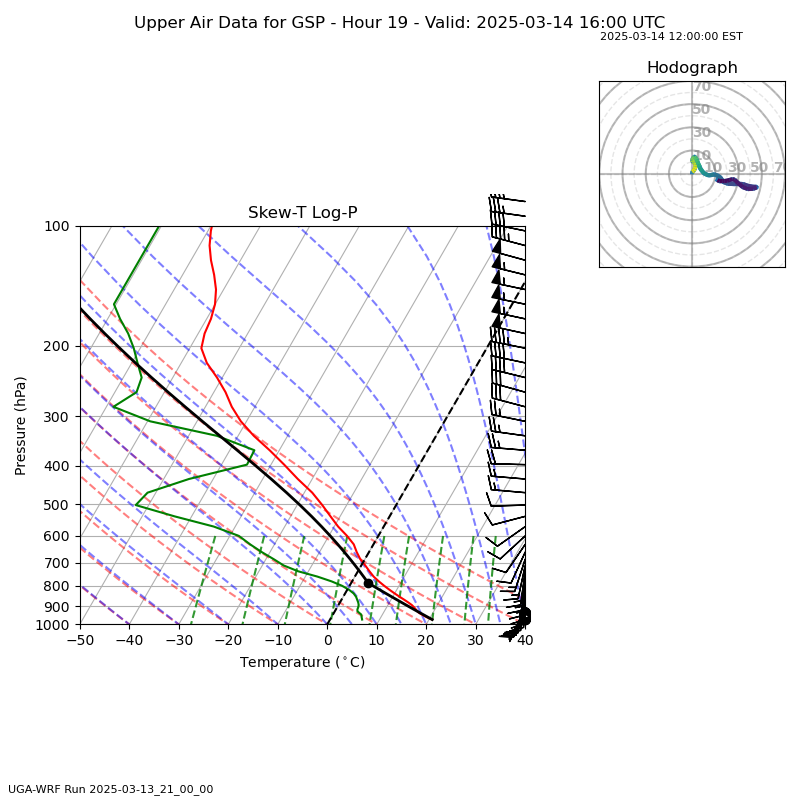 Upper Air Data for GSP - Hour 19 - Valid: 2025-03-14 16:00 UTC
2025-03-14 12:00:00 EST
Hodograph
70
50
30
10
10 30 50 70
Skew-T Log-P
Pressure (hPa)
100
200
300
400
500
600
700
800
900
1000
−50 −40 −30 −20 −10 0 10 20 30 40
Temperature (°C)
UGA-WRF Run 2025-03-13_21_00_00